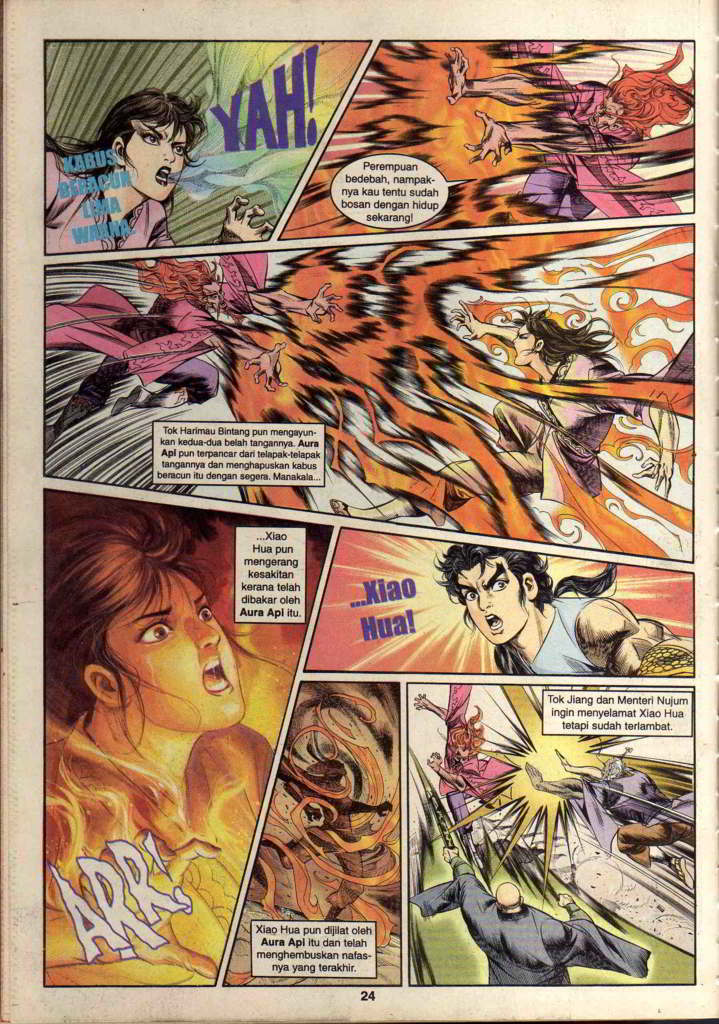 YAH!
KABUS
BERACUN
LIMA
WARNA
Perempuan
bedebah, nampak-
nya kau tentu sudah
bosan dengan hidup
sekarang!
Tok Harimau Bintang pun mengayun-
kan kedua-dua belah tangannya. Aura
Api pun terpancar dari telapak-telapak
tangannya dan menghapuskan kabus
beracun itu dengan segera. Manakala...
...Xiao
Hua pun
mengerang
kesakitan
kerana telah
dibakar oleh
Aura Api itu.
...Xiao
Hua!
ARR!
Xiao Hua pun dijilat oleh
Aura Api itu dan telah
menghembuskan nafas-
nya yang terakhir.
Tok Jiang dan Menteri Nujum
ingin menyelamat Xiao Hua
tetapi sudah terlambat.
24